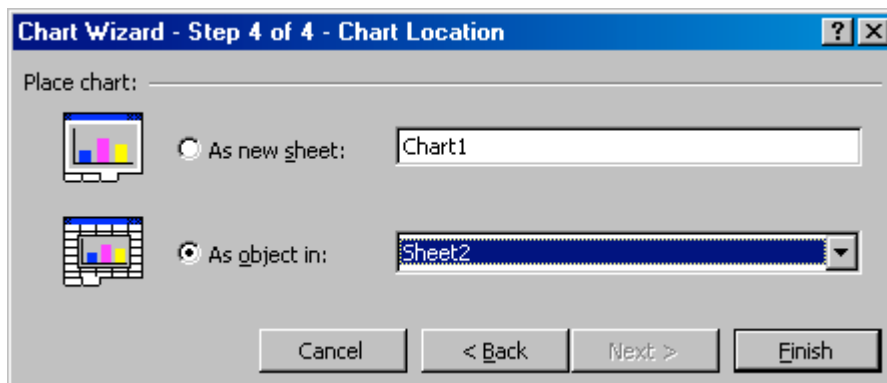 Chart Wizard - Step 4 of 4 - Chart Location
Place chart:
As new sheet: Chart1
As object in: Sheet2
Cancel < Back Next > Finish